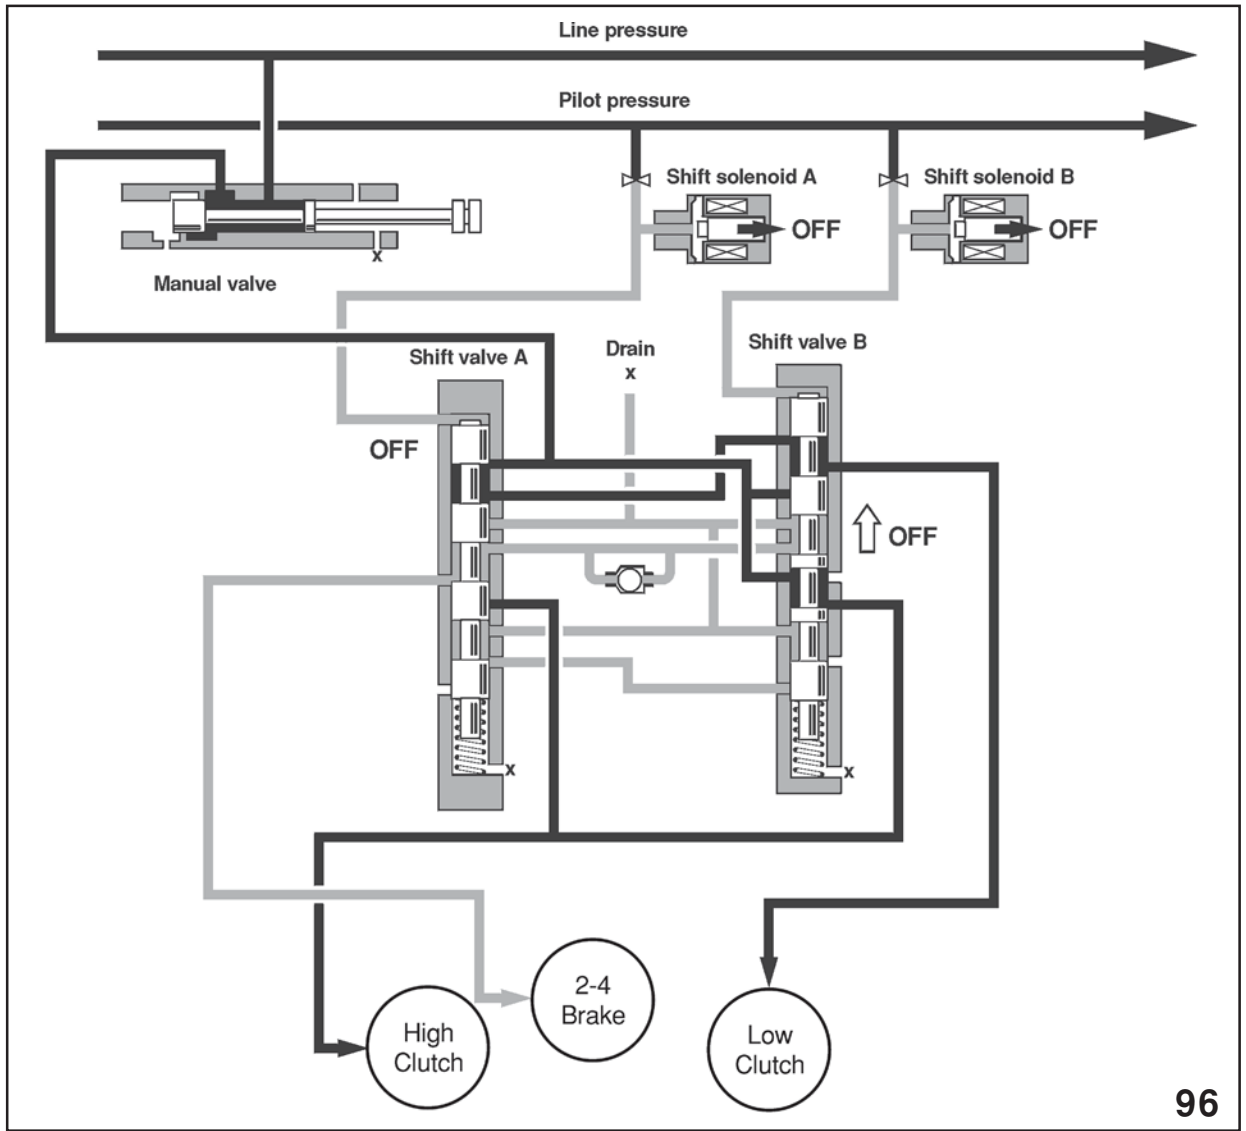 Line pressure
Pilot pressure
Shift solenoid A
Shift solenoid B
OFF
OFF
x
Manual valve
Shift valve A
Drain
x
Shift valve B
OFF
OFF
x
x
High
Clutch
2-4
Brake
Low
Clutch
96